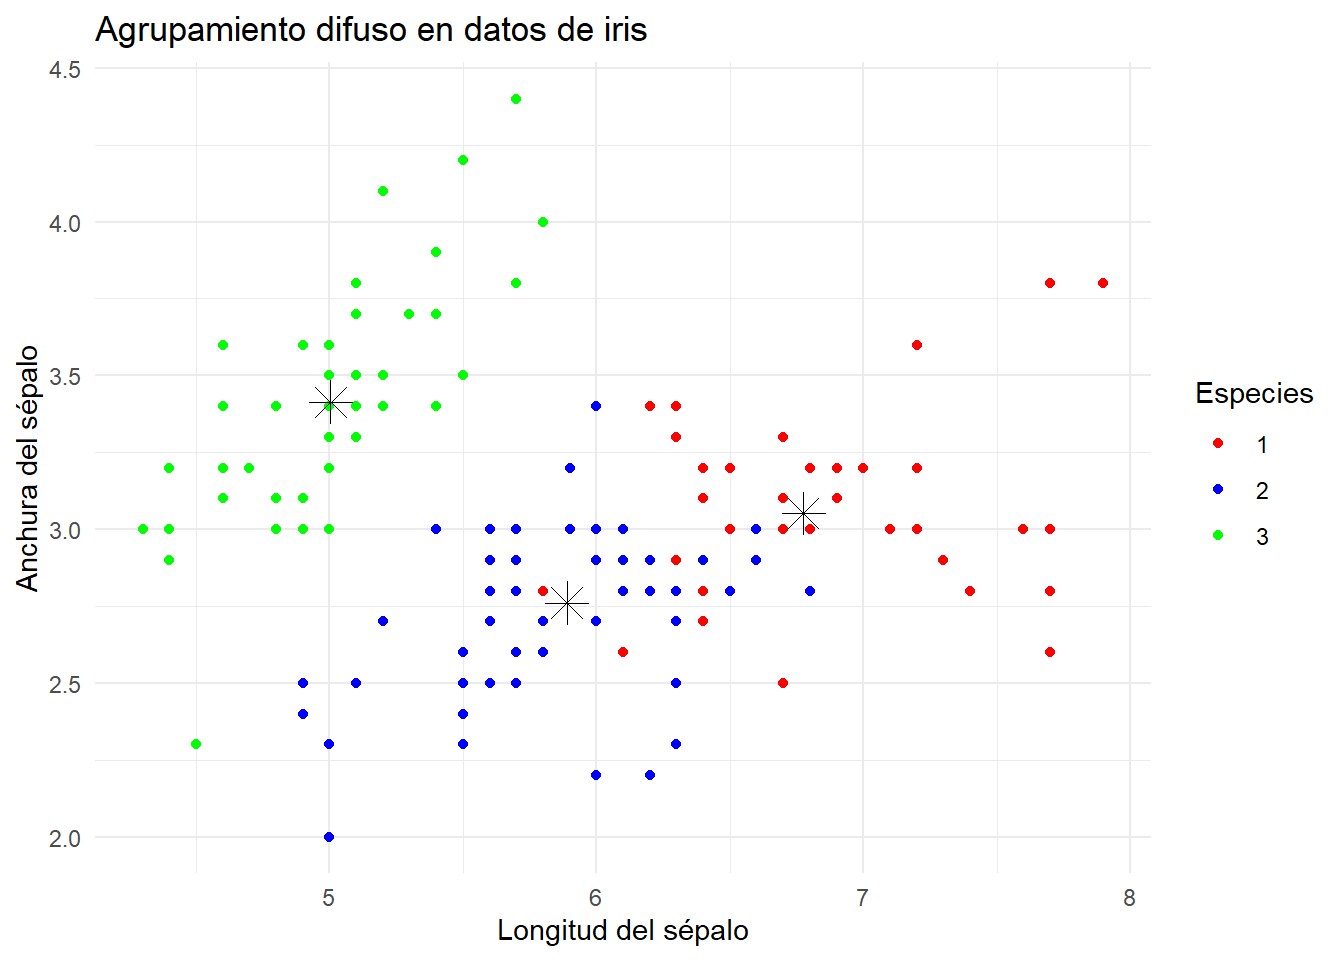 Agrupamiento difuso en datos de iris
4.5
4.0
3.5
3.0
2.5
2.0
Anchura del sépalo
5 6 7 8
Longitud del sépalo
Especies
1
2
3